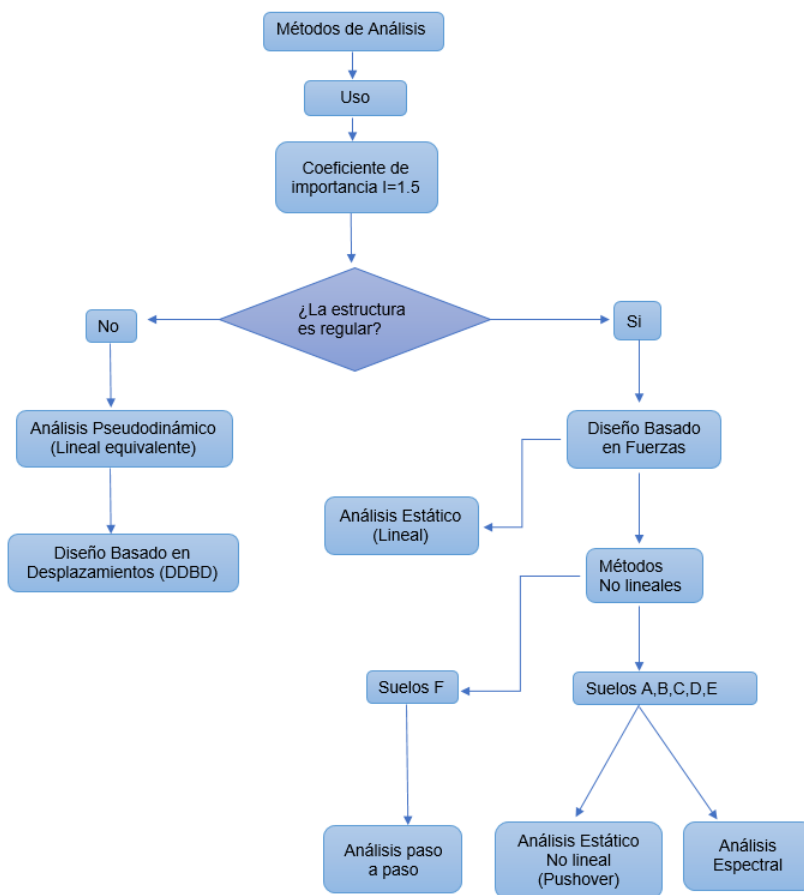 Métodos de Análisis
Uso
Coeficiente de
importancia I=1.5
¿La estructura
es regular?
No
Si
Análisis Pseudodinámico
(Lineal equivalente)
Diseño Basado
en Fuerzas
Análisis Estático
(Lineal)
Diseño Basado en
Desplazamientos (DDBD)
Métodos
No lineales
Suelos F
Suelos A,B,C,D,E
Análisis paso
a paso
Análisis Estático
No lineal
(Pushover)
Análisis
Espectral